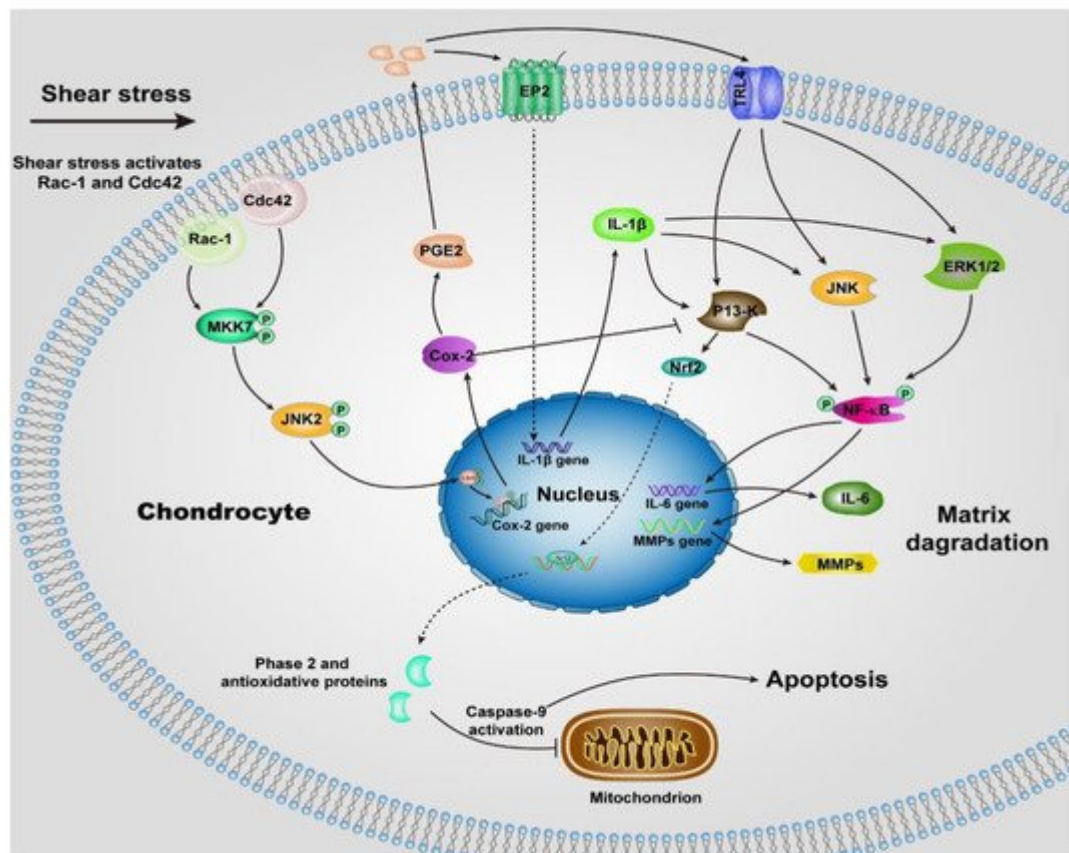 Shear stress
Shear stress activates
Rac-1 and Cdc42
EP2
TRL4
Cdc42
Rac-1
IL-1β
PGE2
ERK1/2
JNK
P13-K
MKK7
P
P
Cox-2
Nrf2
JNK2
P
P
P
P
NF-κB
IL-1β gene
Nucleus
Cox-2 gene
IL-6 gene
MMPs gene
IL-6
MMPs
Chondrocyte
Matrix
dagradation
Phase 2 and
antioxidative proteins
Caspase-9
activation
Apoptosis
Mitochondrion